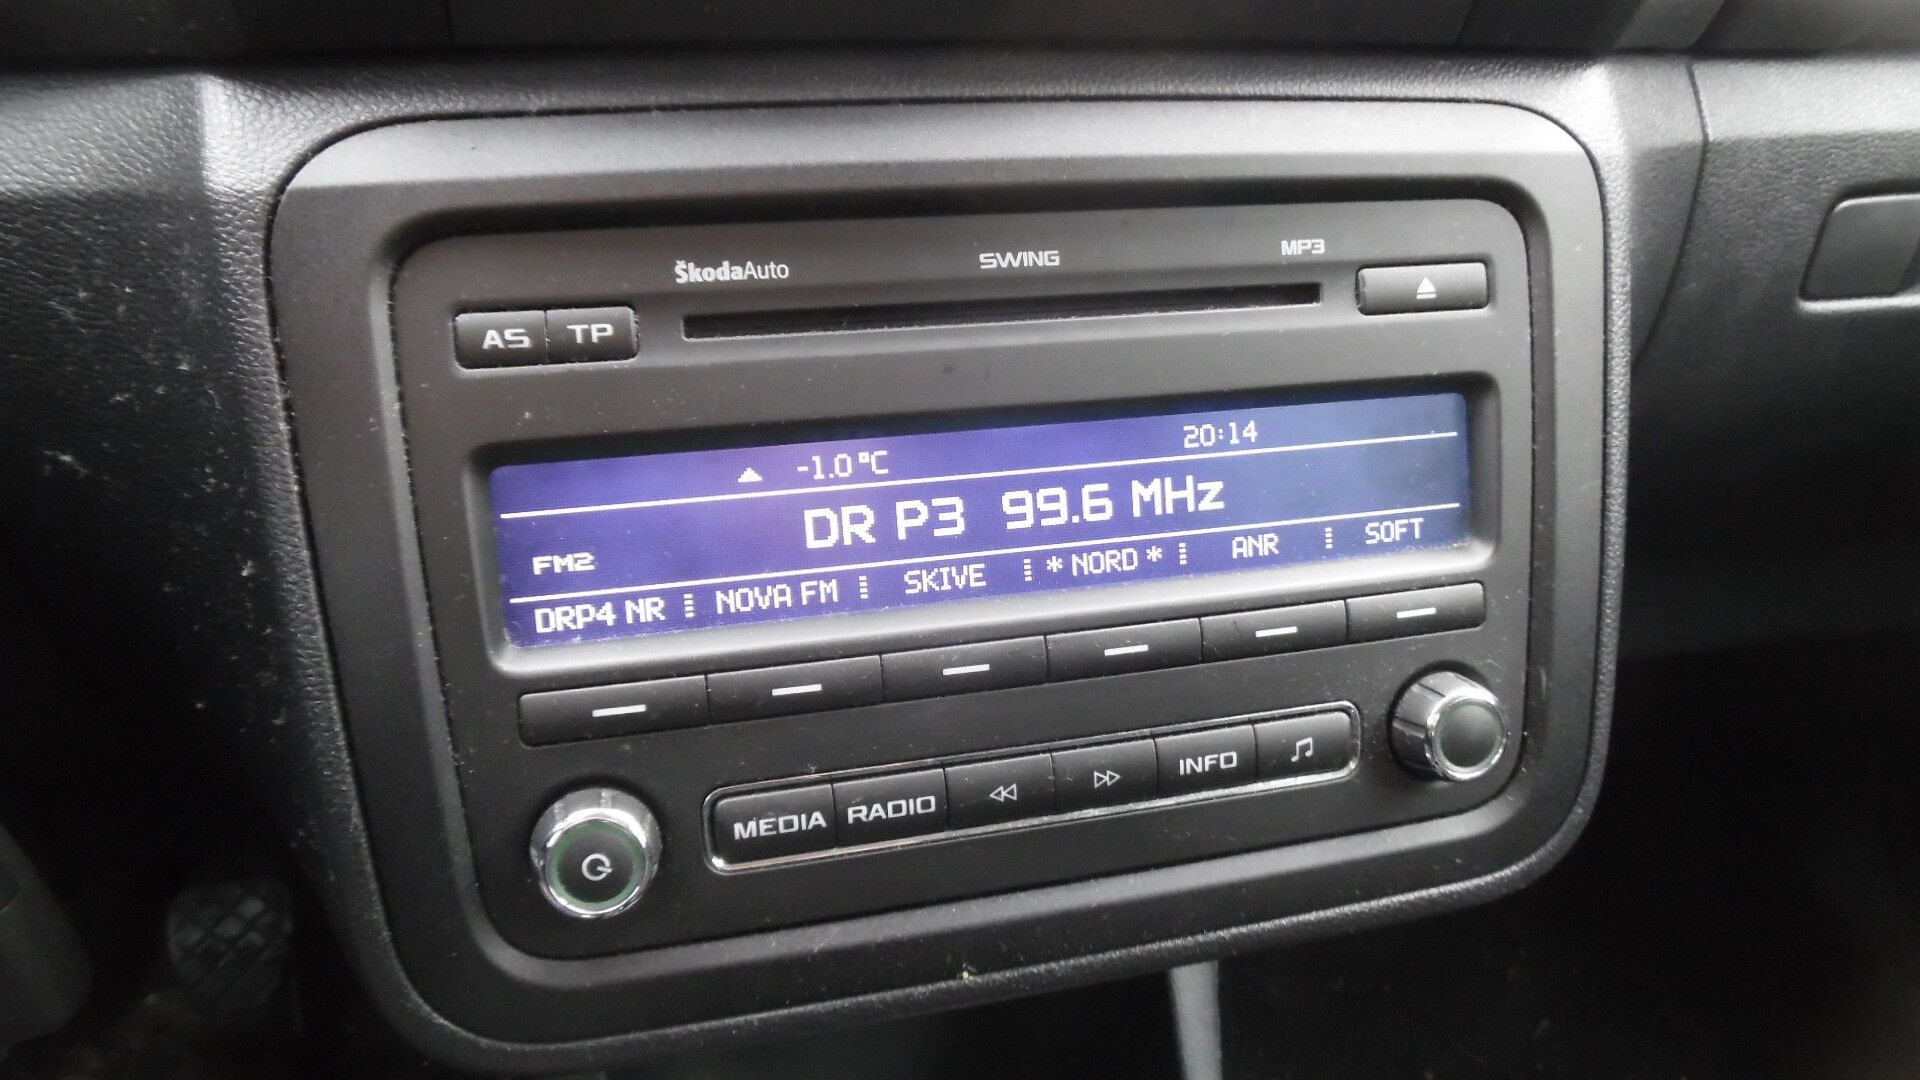 ŠkodaAuto SWING MP3
AS TP
-1.0 °C 20:14
DR P3 99.6 MHz
FM2
DRP4 NR NOVA FM SKIVE * NORD * ANR SOFT
MEDIA RADIO INFO